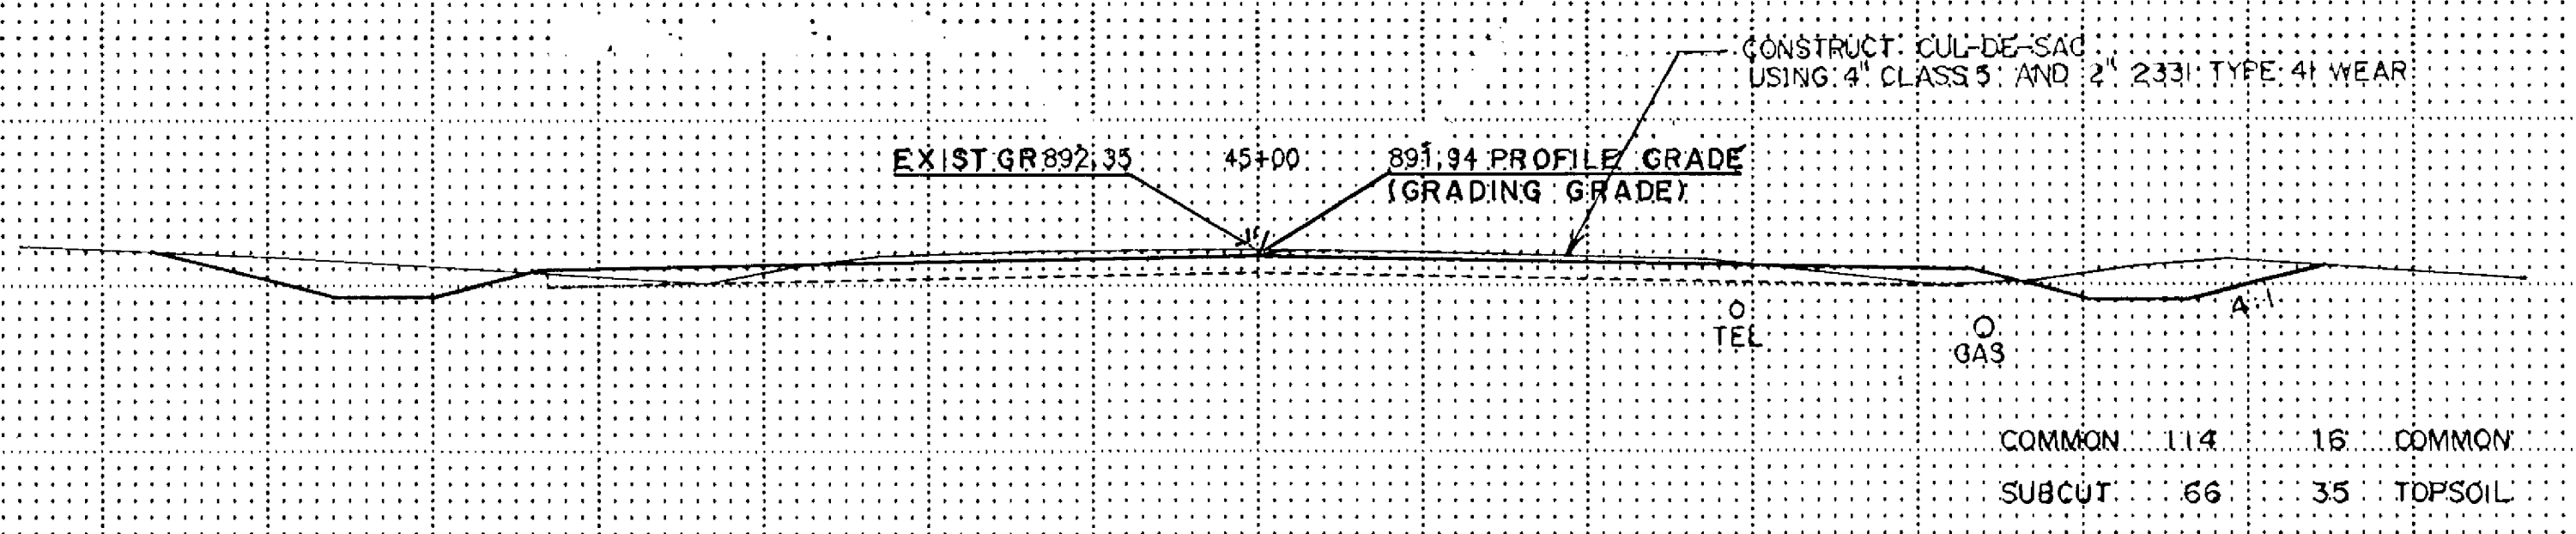 CONSTRUCT CUL-DE-SAC
USING 4" CLASS 5 AND 2" 2331 TYPE 41 WEAR
EXIST GR 892.35
45+00
891.94 PROFILE GRADE
(GRADING GRADE)
4:1
TEL
GAS
COMMON 114 16 COMMON
SUBCUT 66 35 TOPSOIL